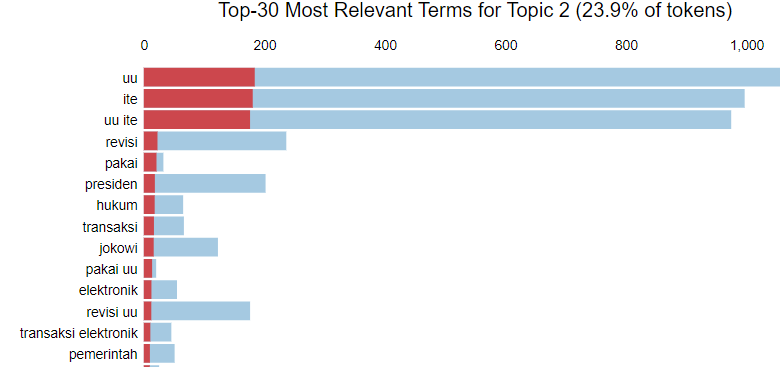 Top-30 Most Relevant Terms for Topic 2 (23.9% of tokens)
0 200 400 600 800 1,000
uu
ite
uu ite
revisi
pakai
presiden
hukum
transaksi
jokowi
pakai uu
elektronik
revisi uu
transaksi elektronik
pemerintah